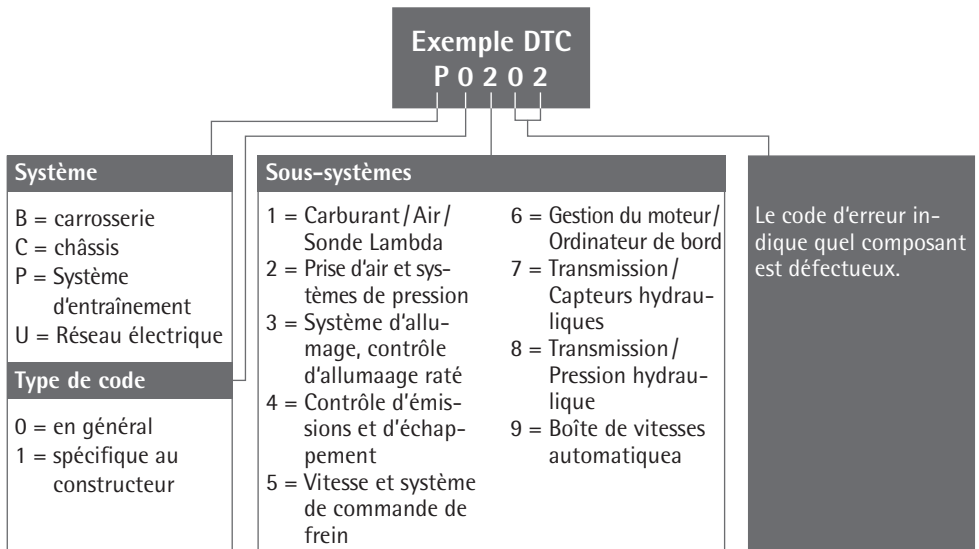 Exemple DTC
P 0 2 0 2
Système
B = carrosserie
C = châssis
P = Système
d'entraînement
U = Réseau électrique
Type de code
0 = en général
1 = spécifique au
constructeur
Sous-systèmes
1 = Carburant / Air /
Sonde Lambda
2 = Prise d'air et sys-
tèmes de pression
3 = Système d'allu-
mage, contrôle
d'allumaage raté
4 = Contrôle d'émis-
sions et d'échap-
pement
5 = Vitesse et système
de commande de
frein
6 = Gestion du moteur/
Ordinateur de bord
7 = Transmission /
Capteurs hydrau-
liques
8 = Transmission /
Pression hydrau-
lique
9 = Boîte de vitesses
automatiquea
Le code d'erreur in-
dique quel composant
est défectueux.